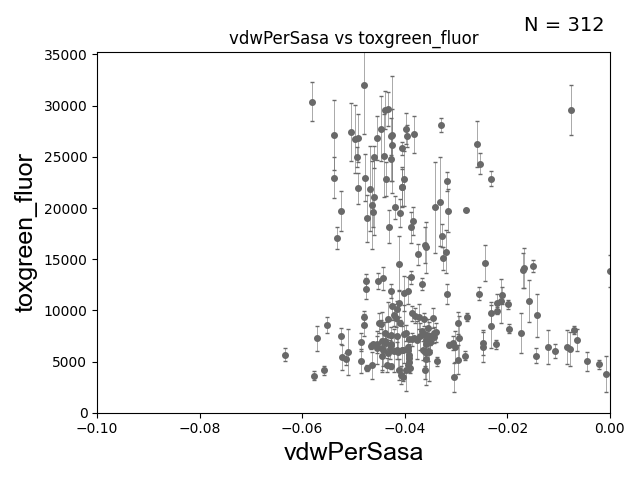 N = 312
vdwPerSasa vs toxgreen_fluor
35000
30000
25000
20000
15000
10000
5000
0
toxgreen_fluor
−0.10 −0.08 −0.06 −0.04 −0.02 0.00
vdwPerSasa